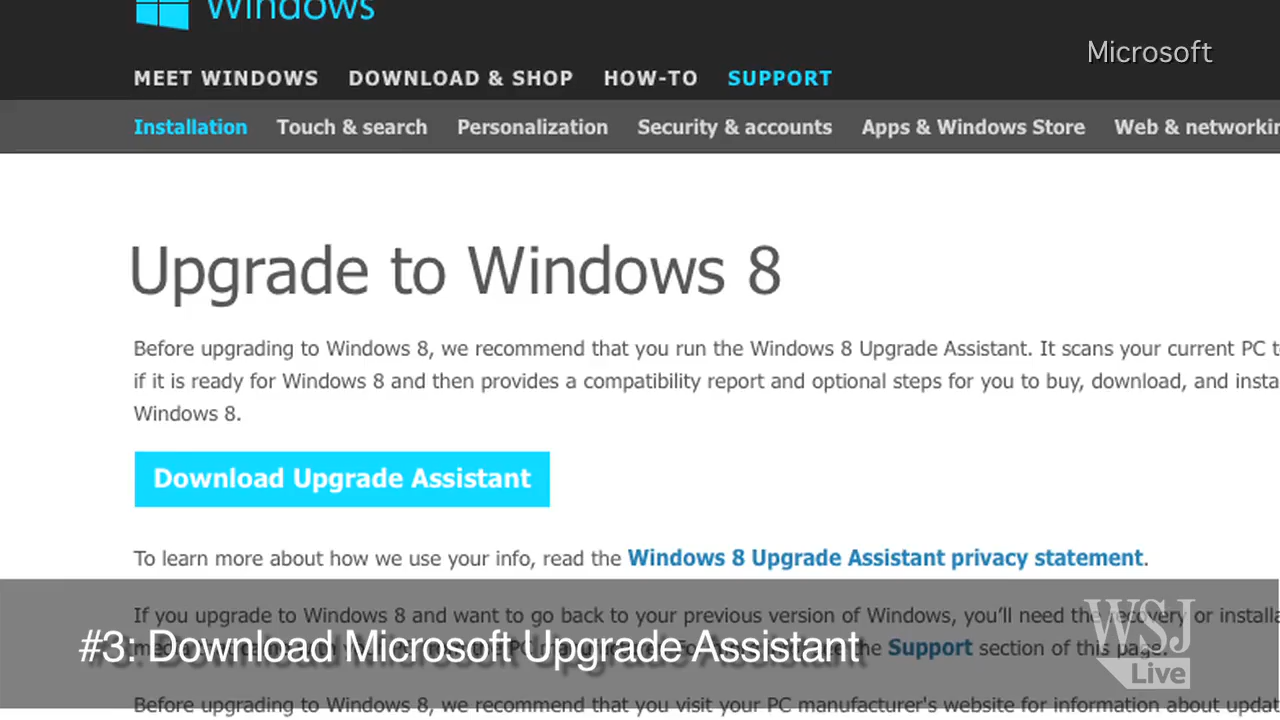 Windows
Microsoft
MEET WINDOWS DOWNLOAD & SHOP HOW-TO SUPPORT
Installation Touch & search Personalization Security & accounts Apps & Windows Store Web &
Upgrade to Windows 8
Before upgrading to Windows 8, we recommend that you run the Windows 8 Upgrade Assistant. It scans your current PC
if it is ready for Windows 8 and then provides a compatibility report and optional steps for you to buy, download, and
Windows 8.
Download Upgrade Assistant
To learn more about how we use your info, read the Windows 8 Upgrade Assistant privacy statement.
If you upgrade to Windows 8 and want to go back to your previous version of Windows, you'll need the recovery or
#3: Download Microsoft Upgrade Assistant
the Support section of this page.
WSJ
Live
Before upgrading to Windows 8, we recommend that you visit your PC manufacturer's website for information about